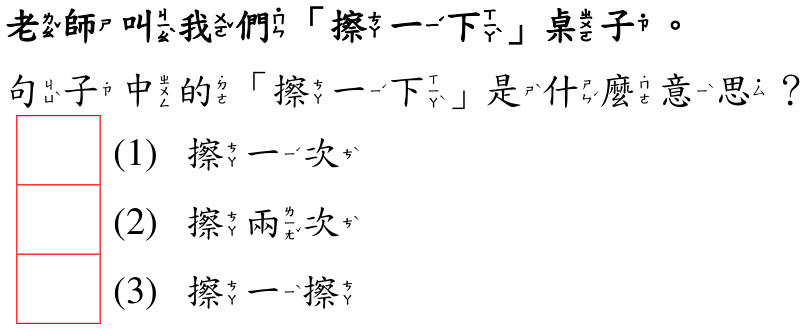 老師叫我們「擦一下」桌子。
句子中的「擦一下」是什麼意思？
(1) 擦一次
(2) 擦兩次
(3) 擦一擦